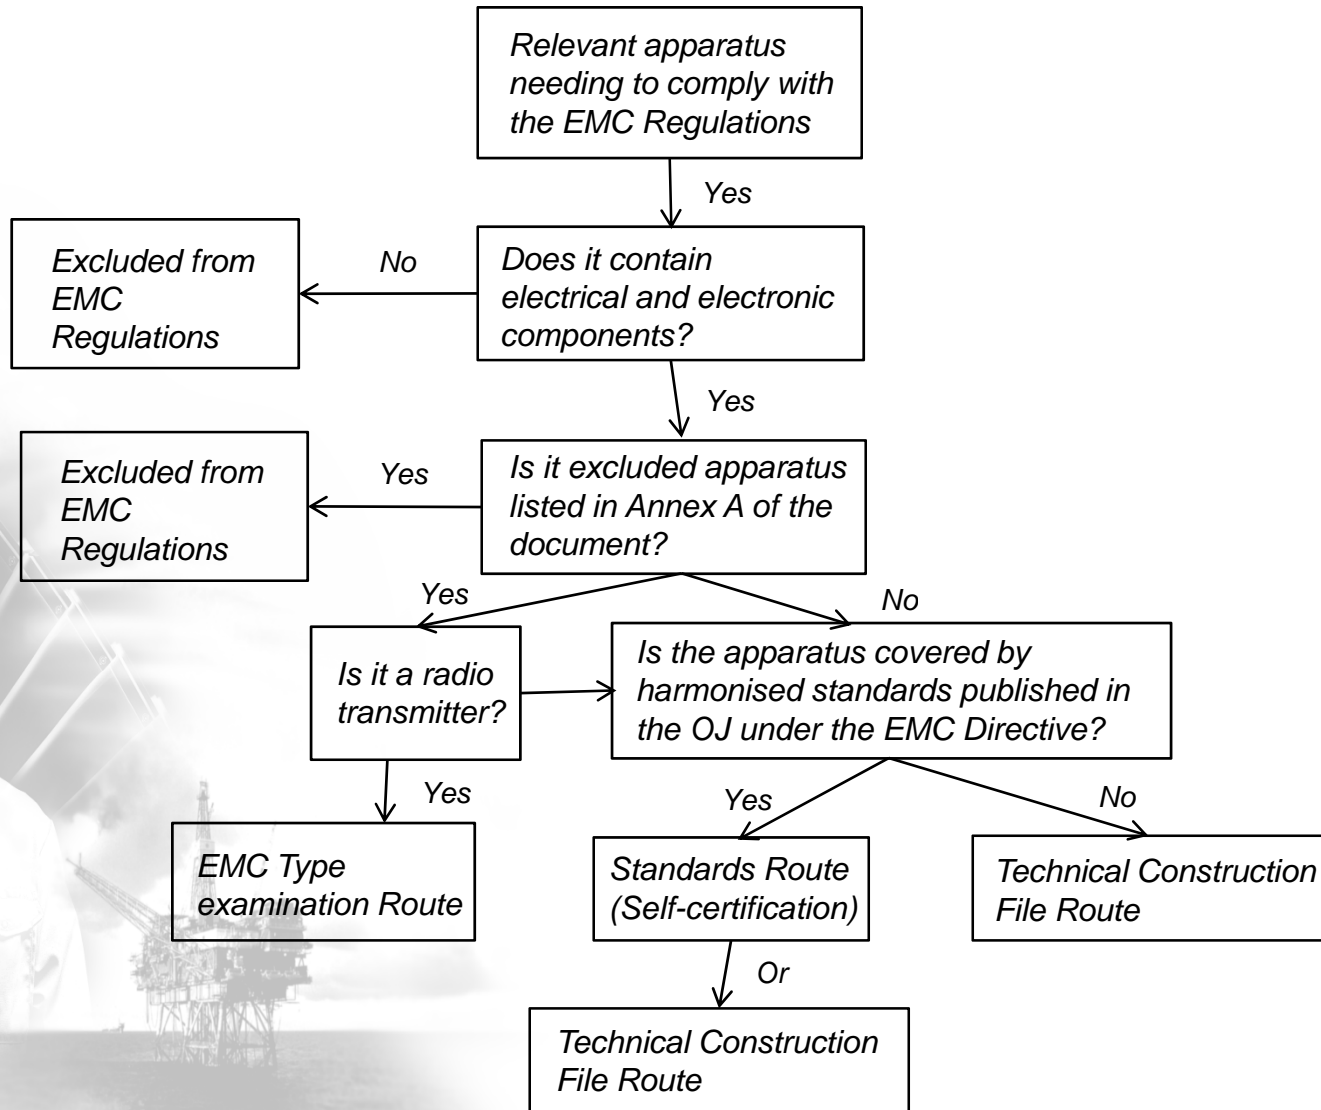 Relevant apparatus
needing to comply with
the EMC Regulations
Yes
Excluded from
EMC
Regulations
No
Does it contain
electrical and electronic
components?
Yes
Excluded from
EMC
Regulations
Yes
Is it excluded apparatus
listed in Annex A of the
document?
Yes
No
Is it a radio
transmitter?
Is the apparatus covered by
harmonised standards published in
the OJ under the EMC Directive?
Yes
Yes
No
EMC Type
examination Route
Standards Route
(Self-certification)
Technical Construction
File Route
Or
Technical Construction
File Route